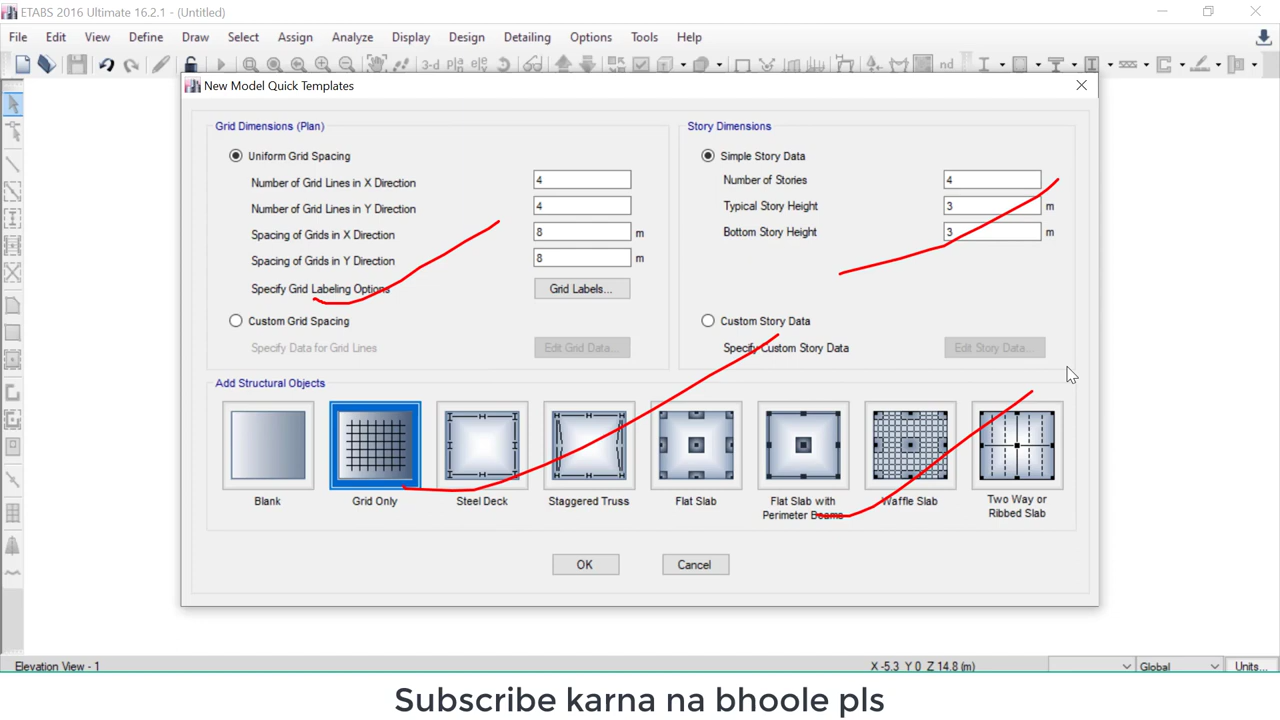 ETABS 2016 Ultimate 16.2.1 - (Untitled)
File Edit View Define Draw Select Assign Analyze Display Design Detailing Options Tools Help
3-d plạ elẹv nd
New Model Quick Templates
Grid Dimensions (Plan)
Uniform Grid Spacing
Number of Grid Lines in X Direction 4
Number of Grid Lines in Y Direction 4
Spacing of Grids in X Direction 8 m
Spacing of Grids in Y Direction 8 m
Specify Grid Labeling Options Grid Labels...
Custom Grid Spacing
Specify Data for Grid Lines Edit Grid Data...
Story Dimensions
Simple Story Data
Number of Stories 4
Typical Story Height 3 m
Bottom Story Height 3 m
Custom Story Data
Specify Custom Story Data Edit Story Data...
Add Structural Objects
Blank
Grid Only
Steel Deck
Staggered Truss
Flat Slab
Flat Slab with
Perimeter Beams
Waffle Slab
Two Way or
Ribbed Slab
OK Cancel
Elevation View - 1 X -5.3 Y 0 Z 14.8 (m) Global Units...
Subscribe karna na bhoole pls